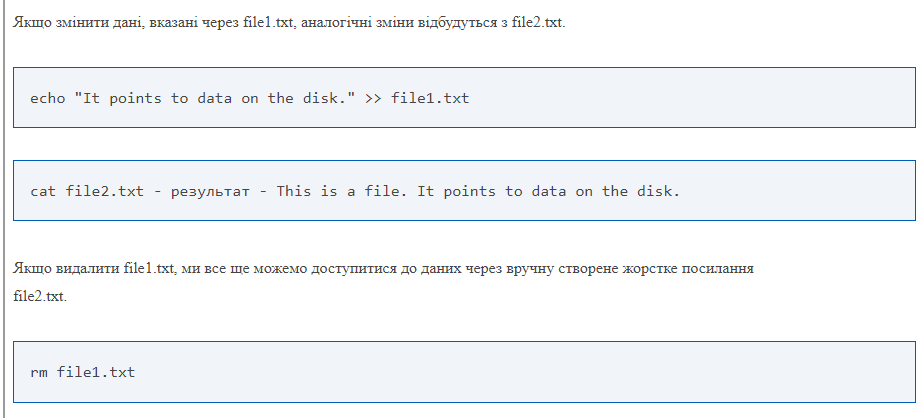 Якщо змінити дані, вказані через file1.txt, аналогічні зміни відбудуться з file2.txt.
echo "It points to data on the disk." >> file1.txt
cat file2.txt - результат - This is a file. It points to data on the disk.
Якщо видалити file1.txt, ми все ще можемо доступитися до даних через вручну створене жорстке посилання
file2.txt.
rm file1.txt